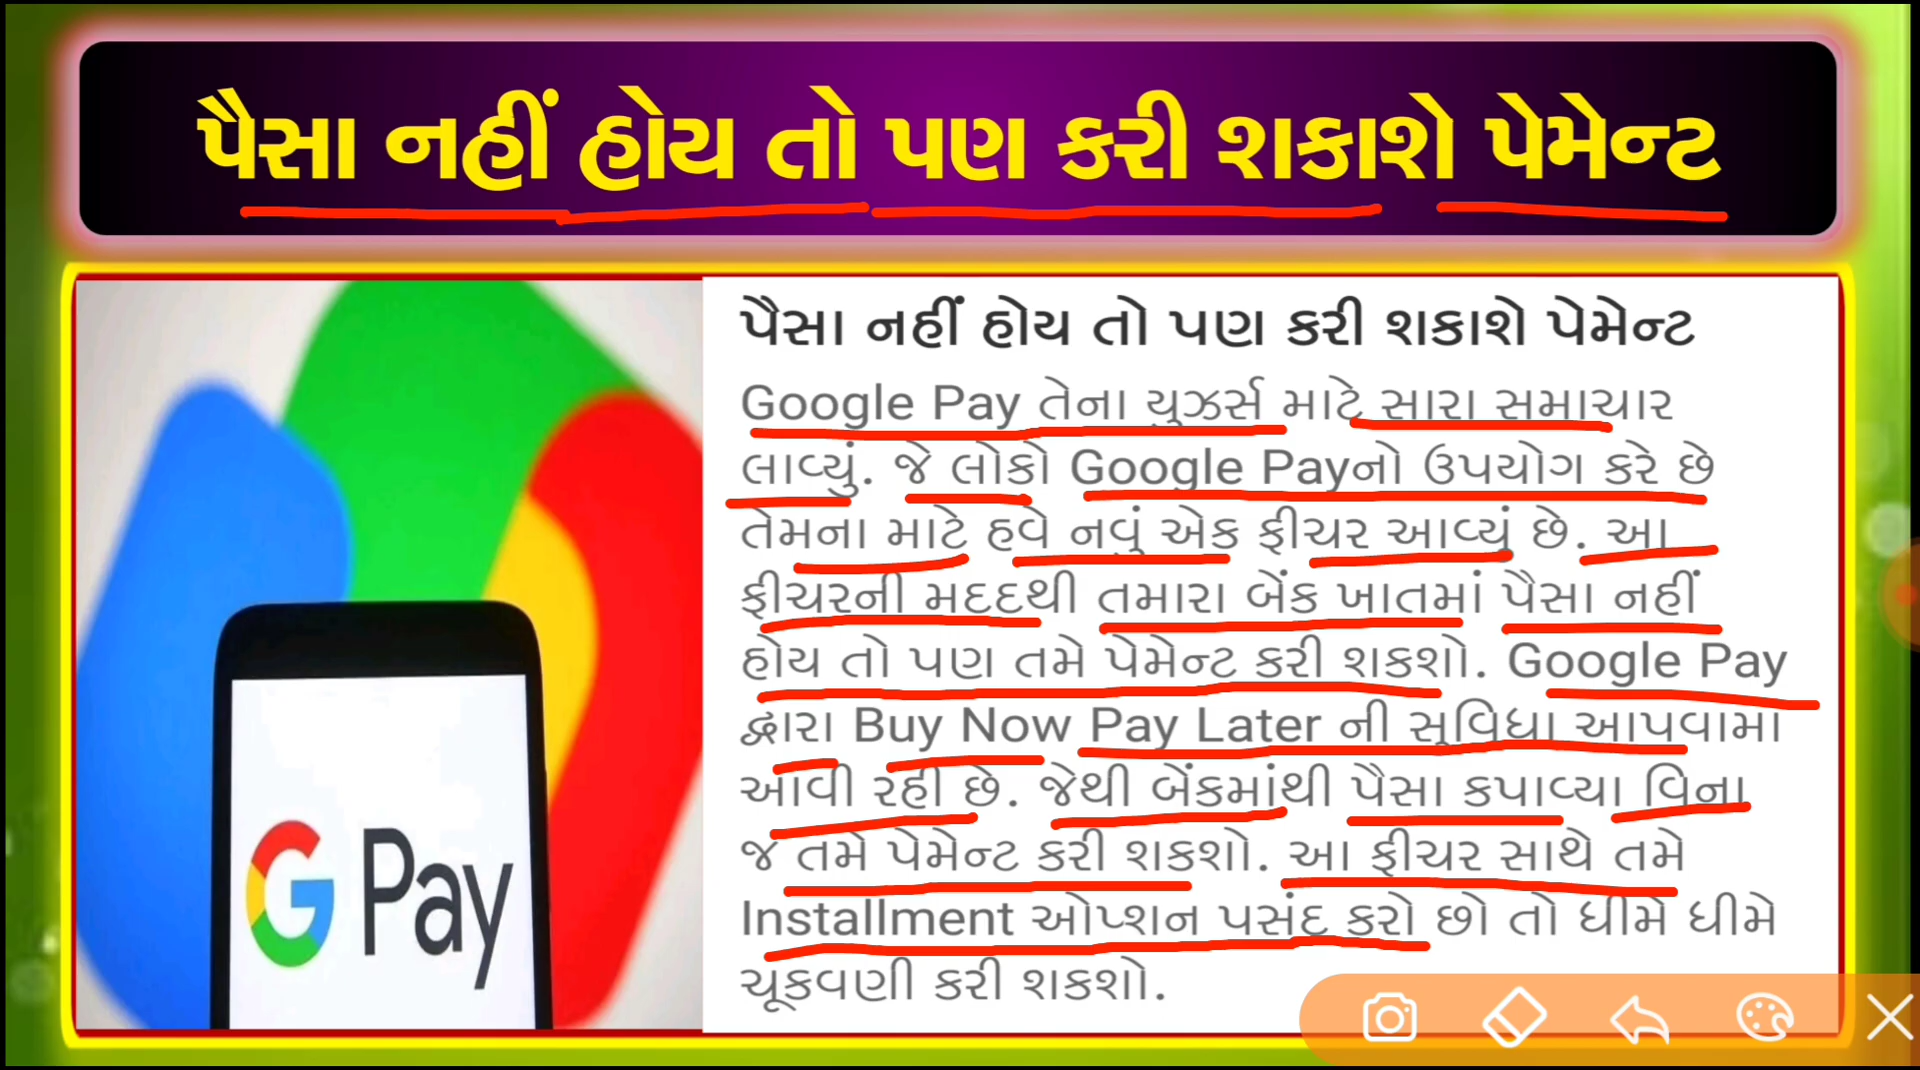 પૈસા નહીં હોય તો પણ કરી શકાશે પેમેન્ટ
પૈસા નહીં હોય તો પણ કરી શકાશે પેમેન્ટ
Google Pay તેના યુઝર્સ માટે સારા સમાચાર
લાવ્યું. જે લોકો Google Payનો ઉપયોગ કરે છે
તેમના માટે હવે નવું એક ફીચર આવ્યું છે. આ
ફીચરની મદદથી તમારા બેંક ખાતમાં પૈસા નહીં
હોય તો પણ તમે પેમેન્ટ કરી શકશો. Google Pay
દ્વારા Buy Now Pay Later ની સુવિધા આપવામા
આવી રહી છે. જેથી બેંકમાંથી પૈસા કપાવ્યા વિના
જ તમે પેમેન્ટ કરી શકશો. આ ફીચર સાથે તમે
Installment ઓપ્શન પસંદ કરો છો તો ધીમે ધીમે
ચૂકવણી કરી શકશો.
G Pay